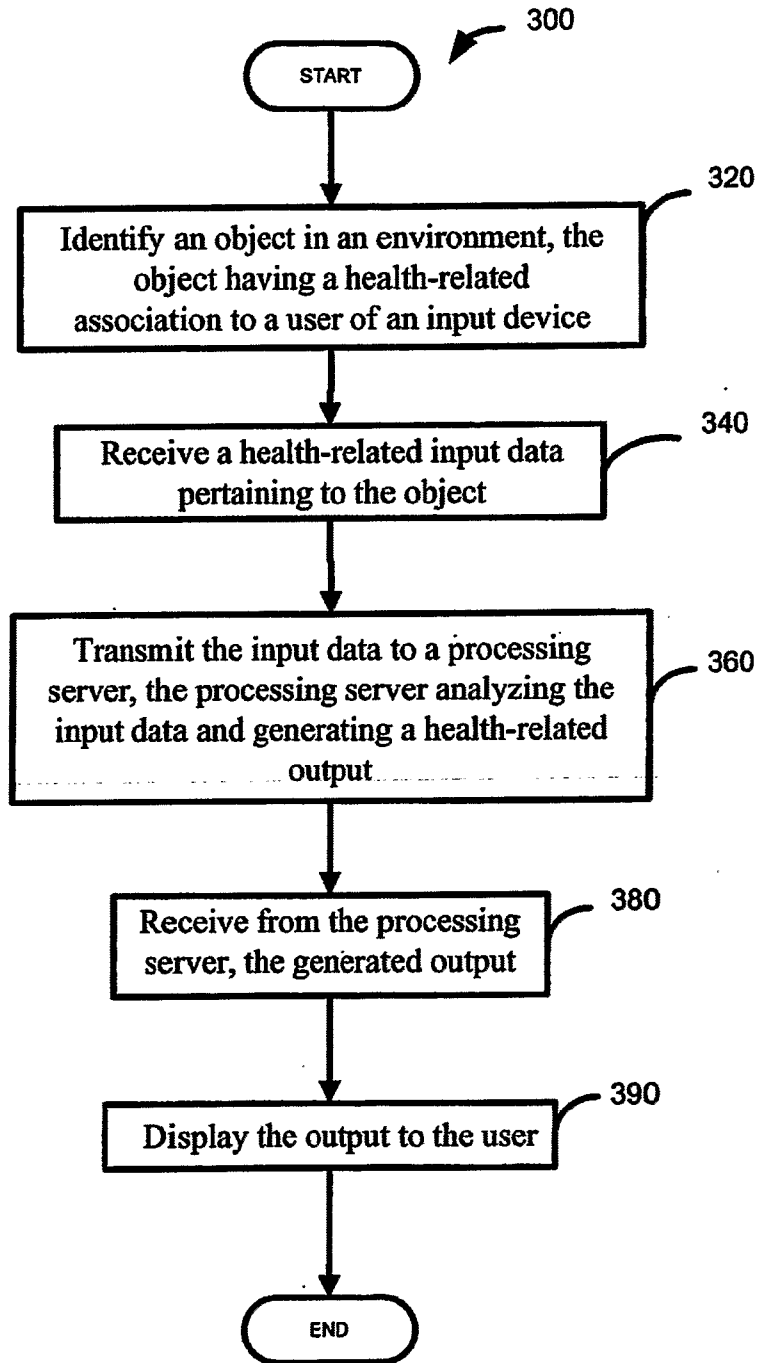 300
START
320
Identify an object in an environment, the
object having a health-related
association to a user of an input device
340
Receive a health-related input data
pertaining to the object
Transmit the input data to a processing
server, the processing server analyzing the
input data and generating a health-related
output
360
Receive from the processing
server, the generated output
380
390
Display the output to the user
END